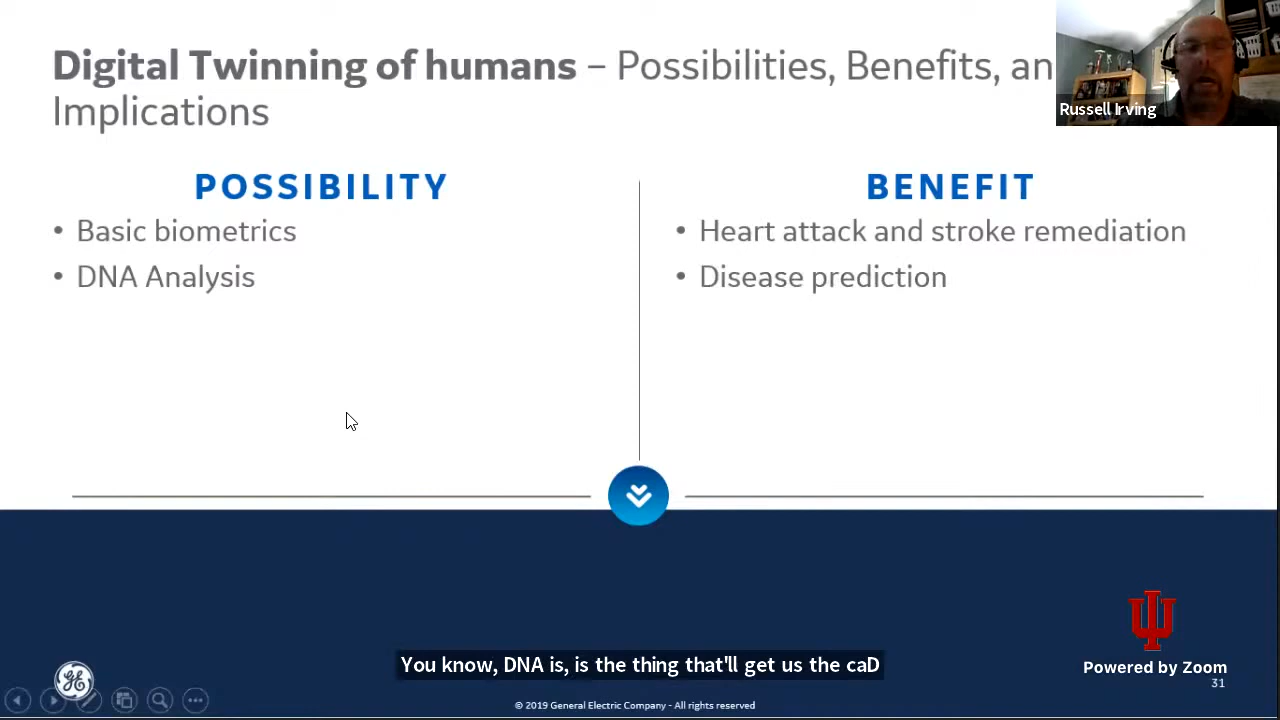 Digital Twinning of humans – Possibilities, Benefits, an
Implications
Russell Irving
POSSIBILITY
• Basic biometrics
• DNA Analysis
BENEFIT
• Heart attack and stroke remediation
• Disease prediction
You know, DNA is, is the thing that'll get us the caD
Powered by Zoom
31
© 2019 General Electric Company - All rights reserved